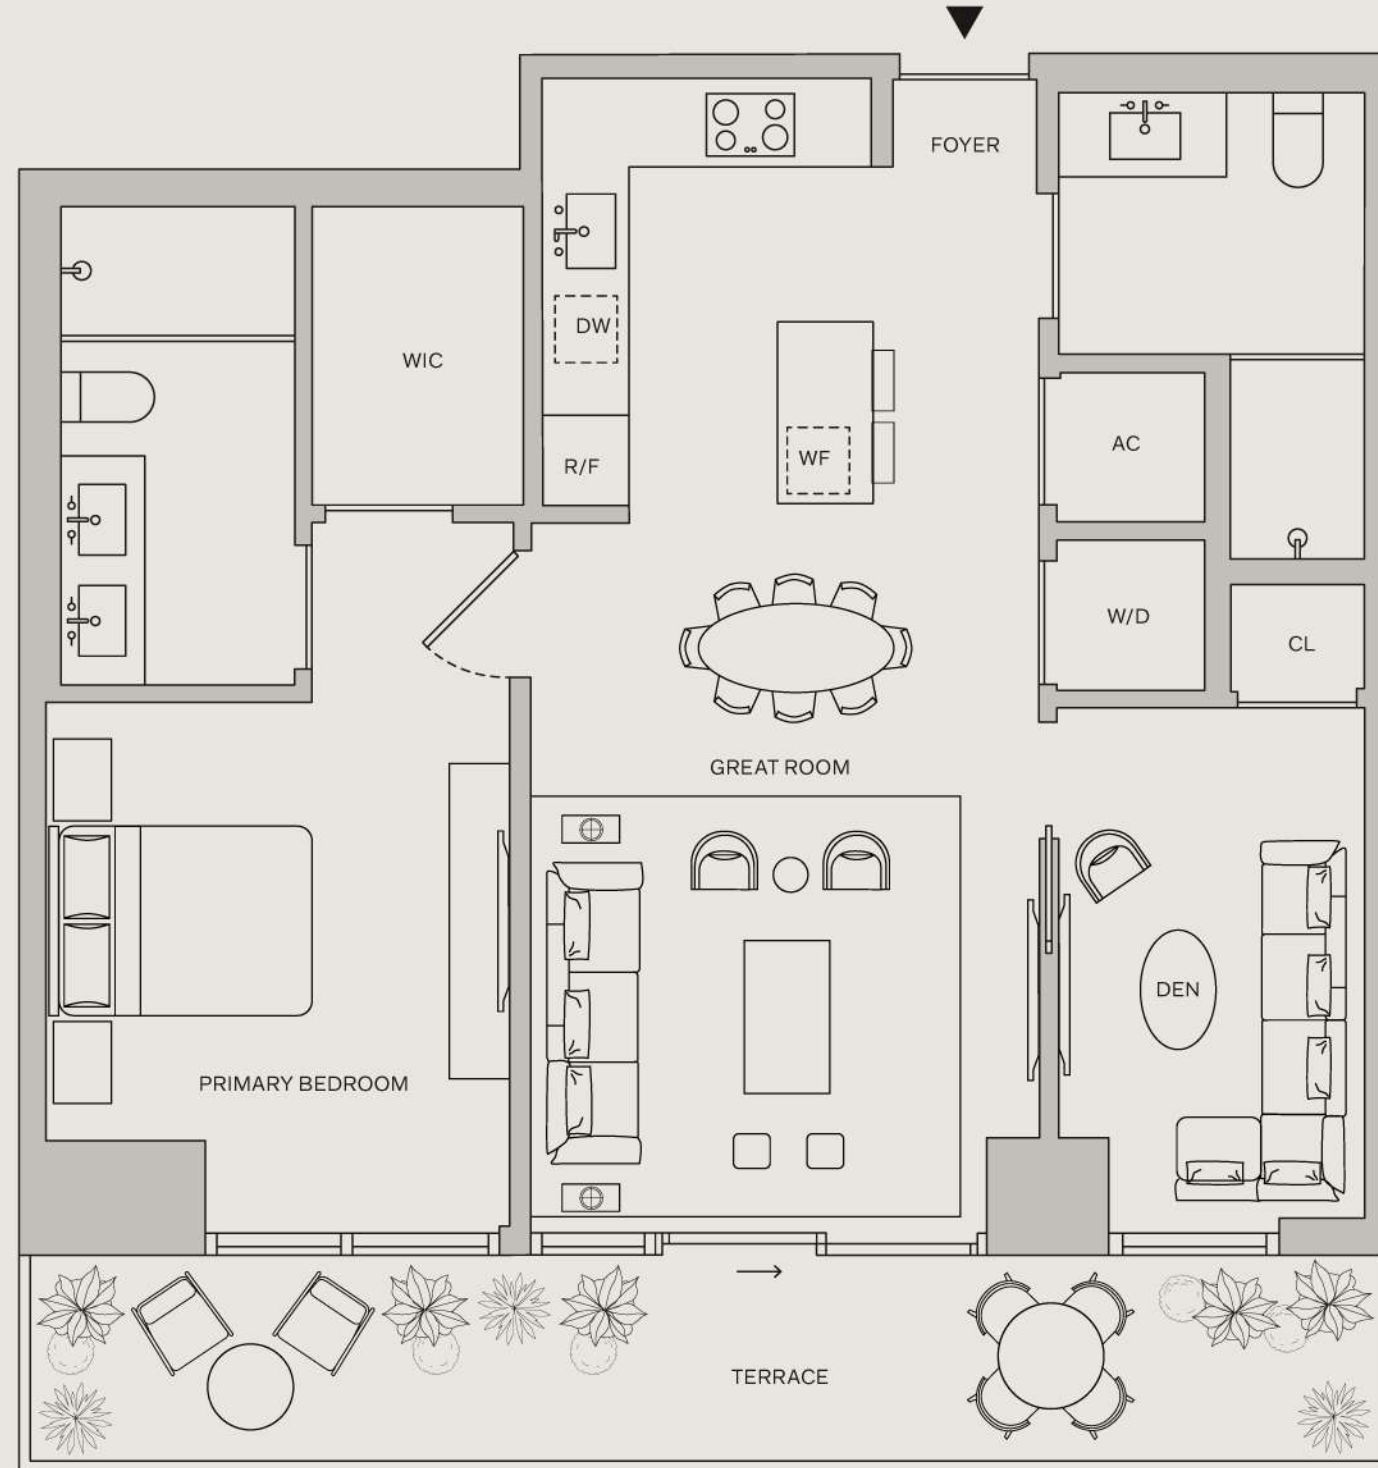 FOYER
DW
WIC
AC
WF
R/F
W/D
CL
GREAT ROOM
DEN
PRIMARY BEDROOM
TERRACE